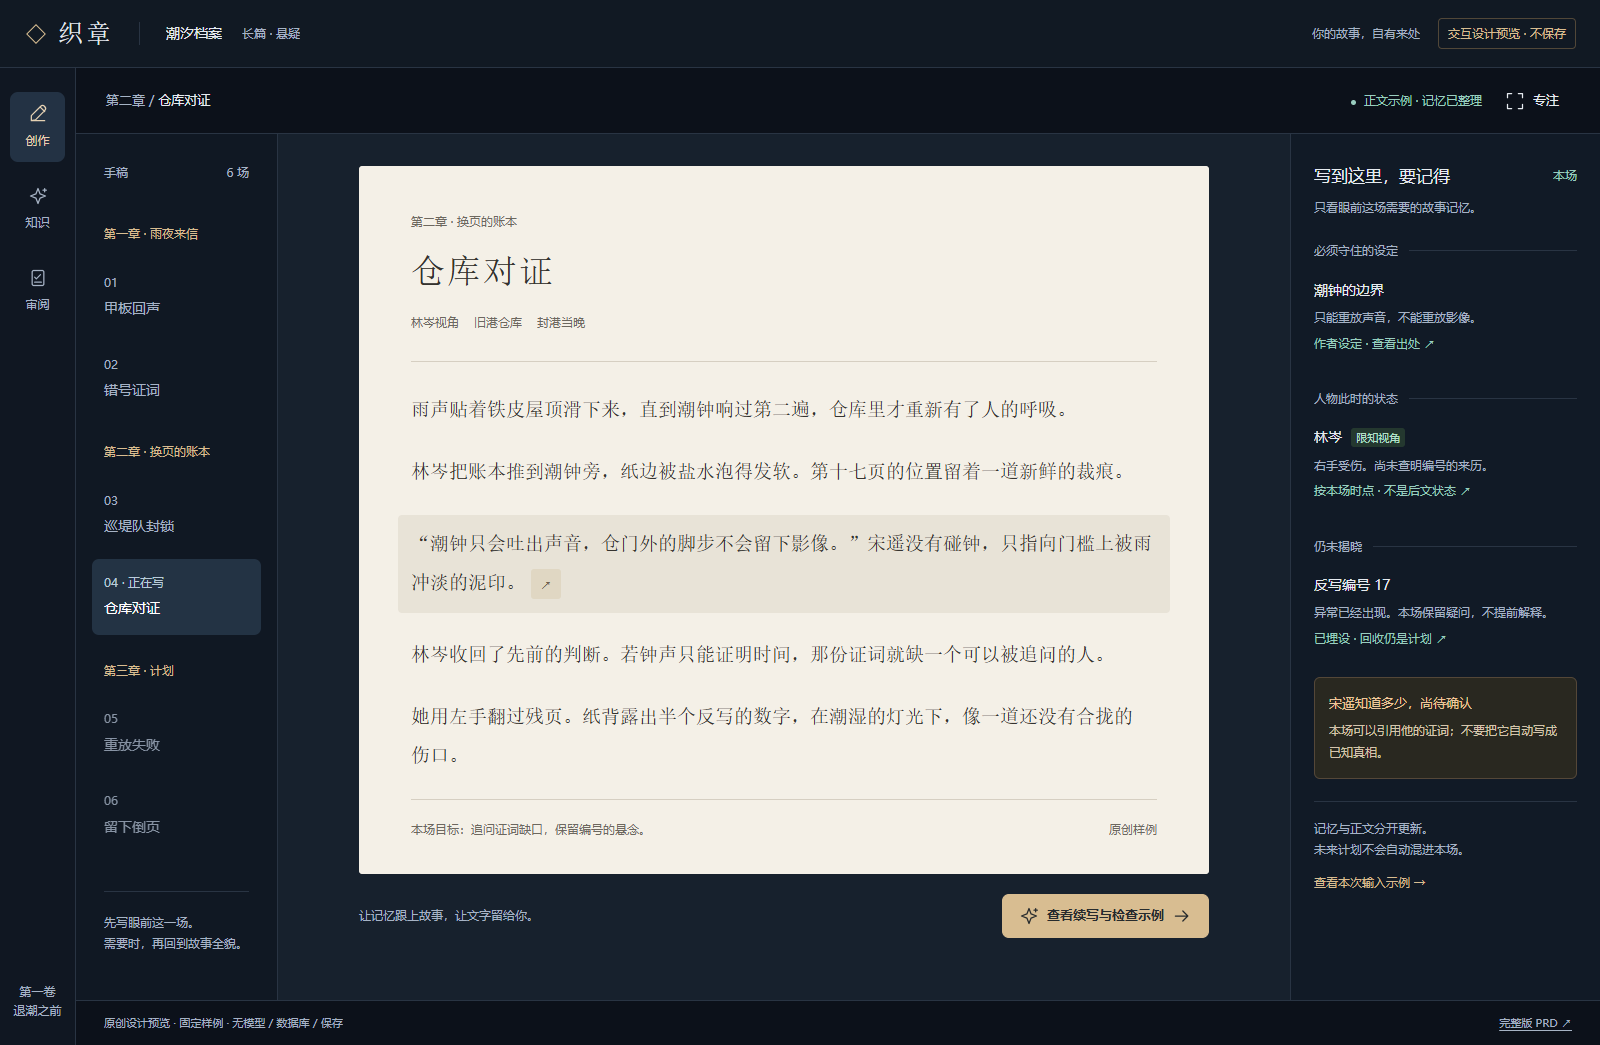 织章
潮汐档案
长篇 · 悬疑
你的故事，自有来处
交互设计预览 · 不保存
创作
知识
审阅
第一卷
退潮之前
第二章 / 仓库对证
正文示例 · 记忆已整理
专注
手稿
6 场
第一章 · 雨夜来信
01
甲板回声
02
错号证词
第二章 · 换页的账本
03
巡堤队封锁
04 · 正在写
仓库对证
第三章 · 计划
05
重放失败
06
留下倒页
先写眼前这一场。
需要时，再回到故事全貌。
第二章 · 换页的账本
仓库对证
林岑视角 旧港仓库 封港当晚
雨声贴着铁皮屋顶滑下来，直到潮钟响过第二遍，仓库里才重新有了人的呼吸。
林岑把账本推到潮钟旁，纸边被盐水泡得发软。第十七页的位置留着一道新鲜的裁痕。
“潮钟只会吐出声音，仓门外的脚步不会留下影像。”宋遥没有碰钟，只指向门槛上被雨
冲淡的泥印。 ↗
林岑收回了先前的判断。若钟声只能证明时间，那份证词就缺一个可以被追问的人。
她用左手翻过残页。纸背露出半个反写的数字，在潮湿的灯光下，像一道还没有合拢的
伤口。
本场目标：追问证词缺口，保留编号的悬念。
原创样例
让记忆跟上故事，让文字留给你。
查看续写与检查示例 →
写到这里，要记得
本场
只看眼前这场需要的故事记忆。
必须守住的设定
潮钟的边界
只能重放声音，不能重放影像。
作者设定 · 查看出处 ↗
人物此时的状态
林岑 限知视角
右手受伤。尚未查明编号的来历。
按本场时点 · 不是后文状态 ↗
仍未揭晓
反写编号 17
异常已经出现。本场保留疑问，不提前解释。
已埋设 · 回收仍是计划 ↗
宋遥知道多少，尚待确认
本场可以引用他的证词；不要把它自动写成
已知真相。
记忆与正文分开更新。
未来计划不会自动混进本场。
查看本次输入示例 →
原创设计预览 · 固定样例 · 无模型 / 数据库 / 保存
完整版 PRD ↗